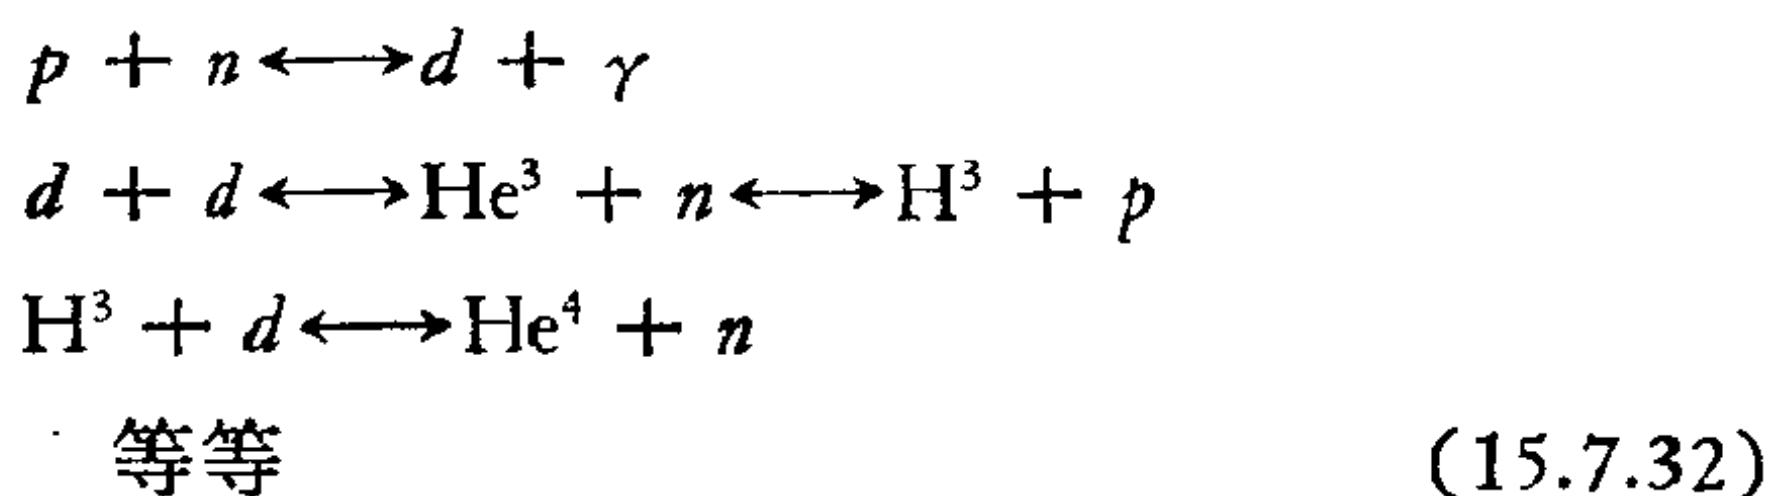 p + n ⟷ d + γ
d + d ⟷ He³ + n ⟷ H³ + p
H³ + d ⟷ He⁴ + n
等等 (15.7.32)